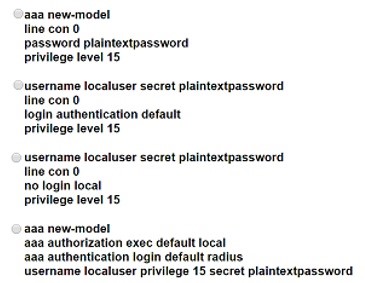 aaa new-model
line con 0
password plaintextpassword
privilege level 15
username localuser secret plaintextpassword
line con 0
login authentication default
privilege level 15
username localuser secret plaintextpassword
line con 0
no login local
privilege level 15
aaa new-model
aaa authorization exec default local
aaa authentication login default radius
username localuser privilege 15 secret plaintextpassword